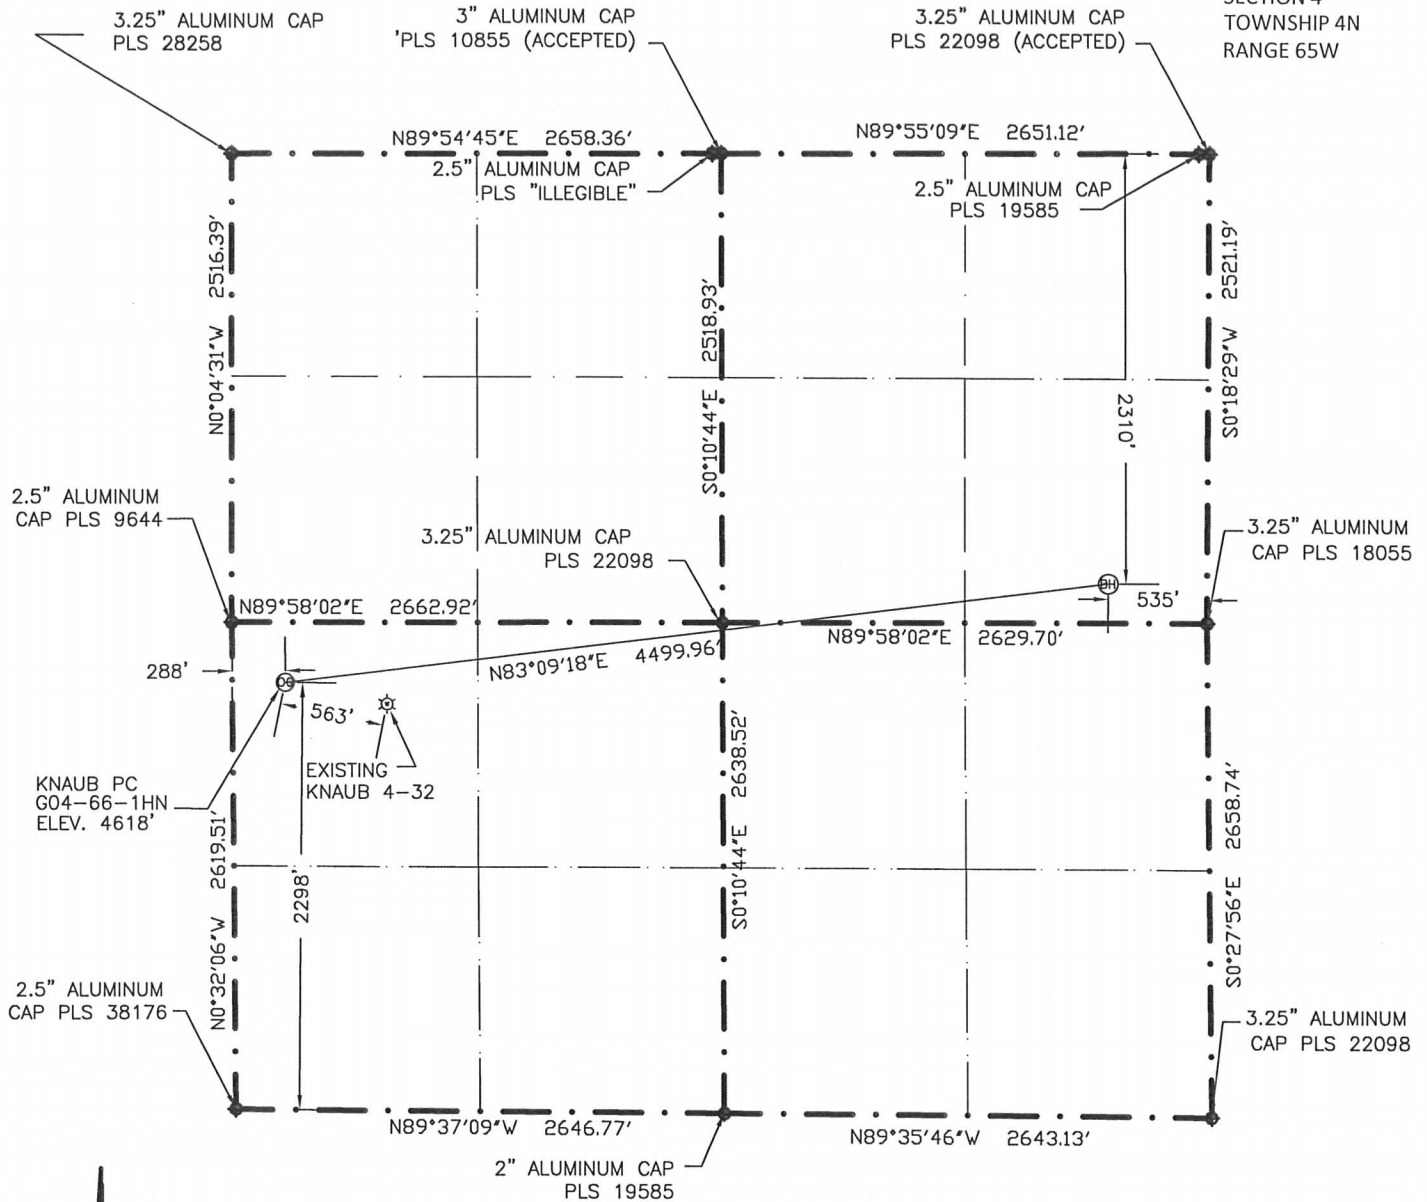 3.25" ALUMINUM CAP
PLS 28258
3" ALUMINUM CAP
'PLS 10855 (ACCEPTED)
3.25" ALUMINUM CAP
PLS 22098 (ACCEPTED)
SECTION 4
TOWNSHIP 4N
RANGE 65W
N89°54'45"E 2658.36'
N89°55'09"E 2651.12'
2.5" ALUMINUM CAP
PLS "ILLEGIBLE"
2.5" ALUMINUM CAP
PLS 19585
N0°04'31"W 2516.39'
S0°10'44"E 2518.93'
2310'
S0°18'29"W 2521.19'
2.5" ALUMINUM
CAP PLS 9644
3.25" ALUMINUM CAP
PLS 22098
3.25" ALUMINUM
CAP PLS 18055
BH
535'
N89°58'02"E 2662.92'
N89°58'02"E 2629.70'
N83°09'18"E 4499.96'
288'
OG
563'
EXISTING
KNAUB 4-32
KNAUB PC
G04-66-1HN
ELEV. 4618'
N0°32'06"W 2619.51'
2298'
S0°10'44"E 2638.52'
S0°27'56"E 2658.74'
2.5" ALUMINUM
CAP PLS 38176
3.25" ALUMINUM
CAP PLS 22098
N89°37'09"W 2646.77'
N89°35'46"W 2643.13'
2" ALUMINUM CAP
PLS 19585